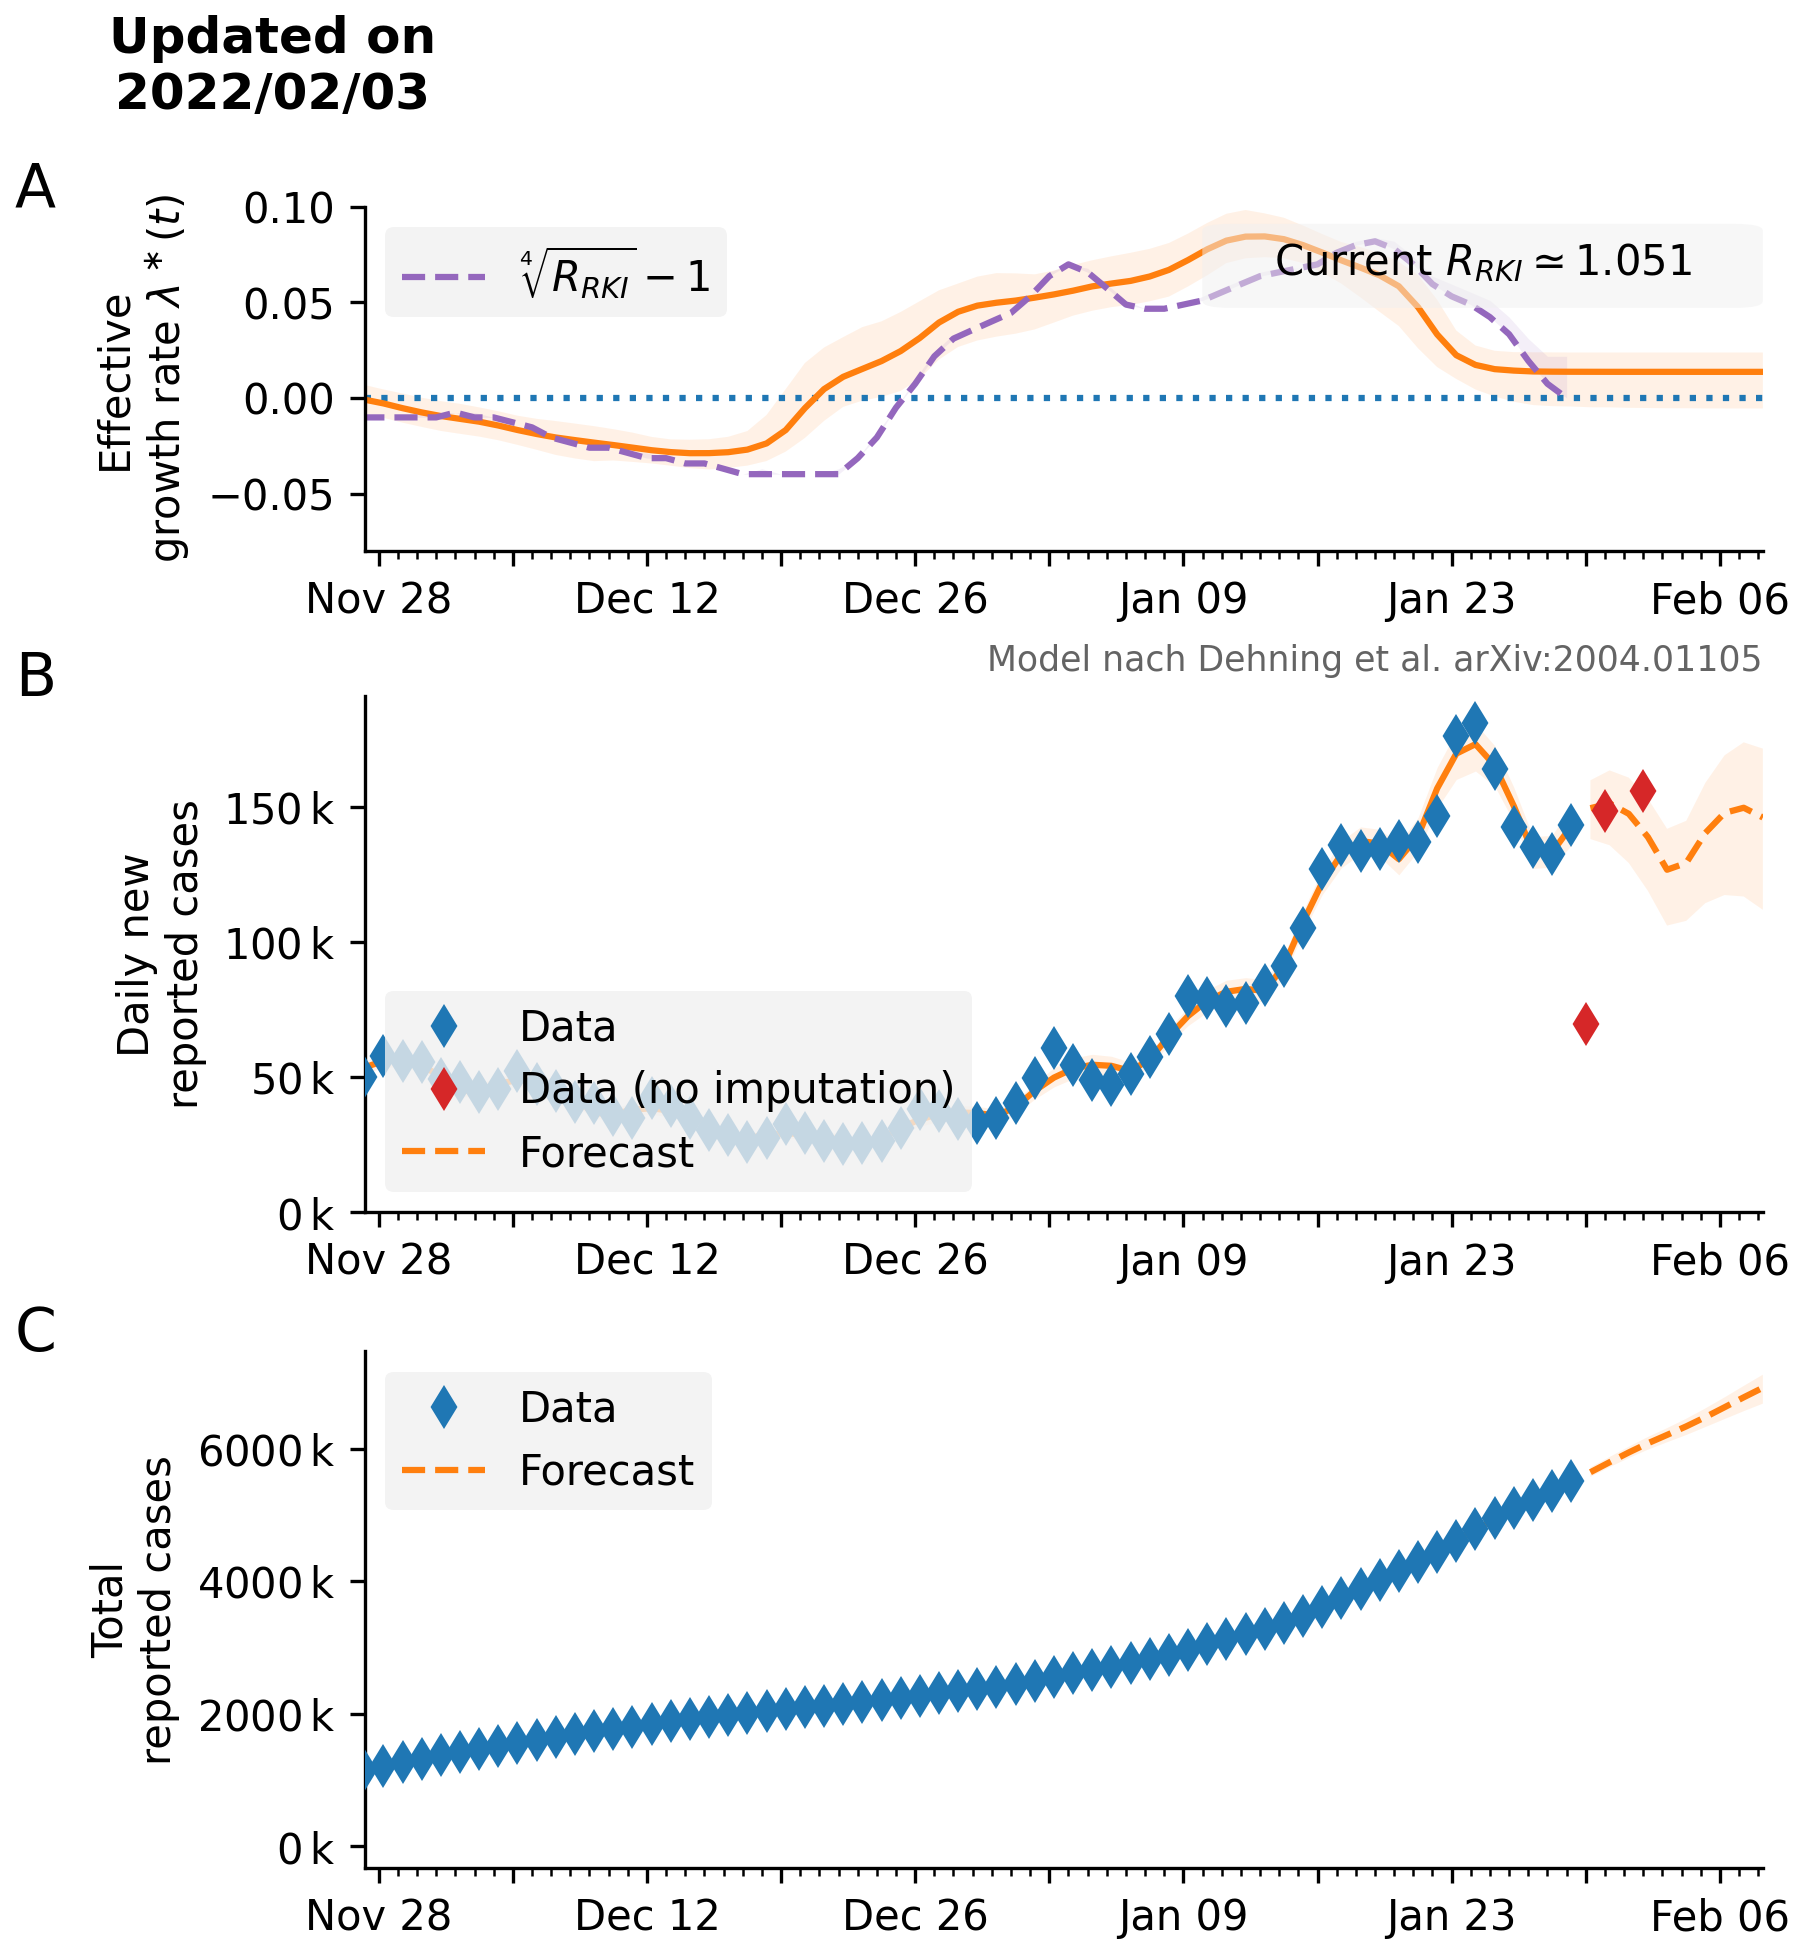 Updated on
2022/02/03
A
Effective
growth rate λ * (t)
0.10
0.05
0.00
−0.05
∜R_RKI − 1
Current R_RKI ≃ 1.051
Nov 28 Dec 12 Dec 26 Jan 09 Jan 23 Feb 06
Model nach Dehning et al. arXiv:2004.01105
B
Daily new
reported cases
150 k
100 k
50 k
0 k
Data
Data (no imputation)
Forecast
Nov 28 Dec 12 Dec 26 Jan 09 Jan 23 Feb 06
C
Total
reported cases
6000 k
4000 k
2000 k
0 k
Data
Forecast
Nov 28 Dec 12 Dec 26 Jan 09 Jan 23 Feb 06